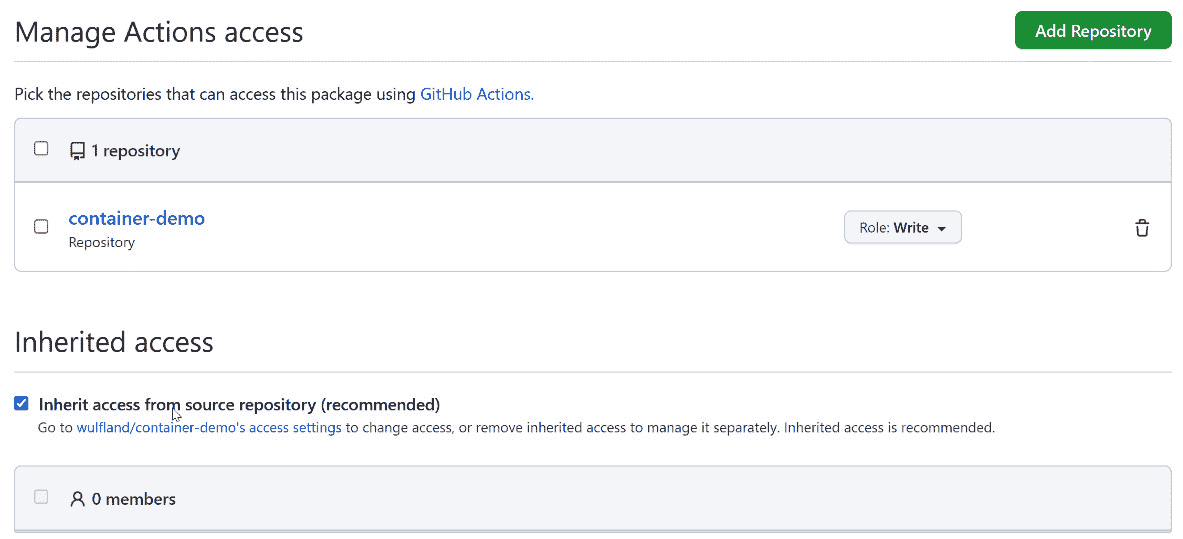 Manage Actions access
Add Repository
Pick the repositories that can access this package using GitHub Actions.
1 repository
container-demo
Repository
Role: Write
Inherited access
Inherit access from source repository (recommended)
Go to wulfland/container-demo's access settings to change access, or remove inherited access to manage it separately. Inherited access is recommended.
0 members